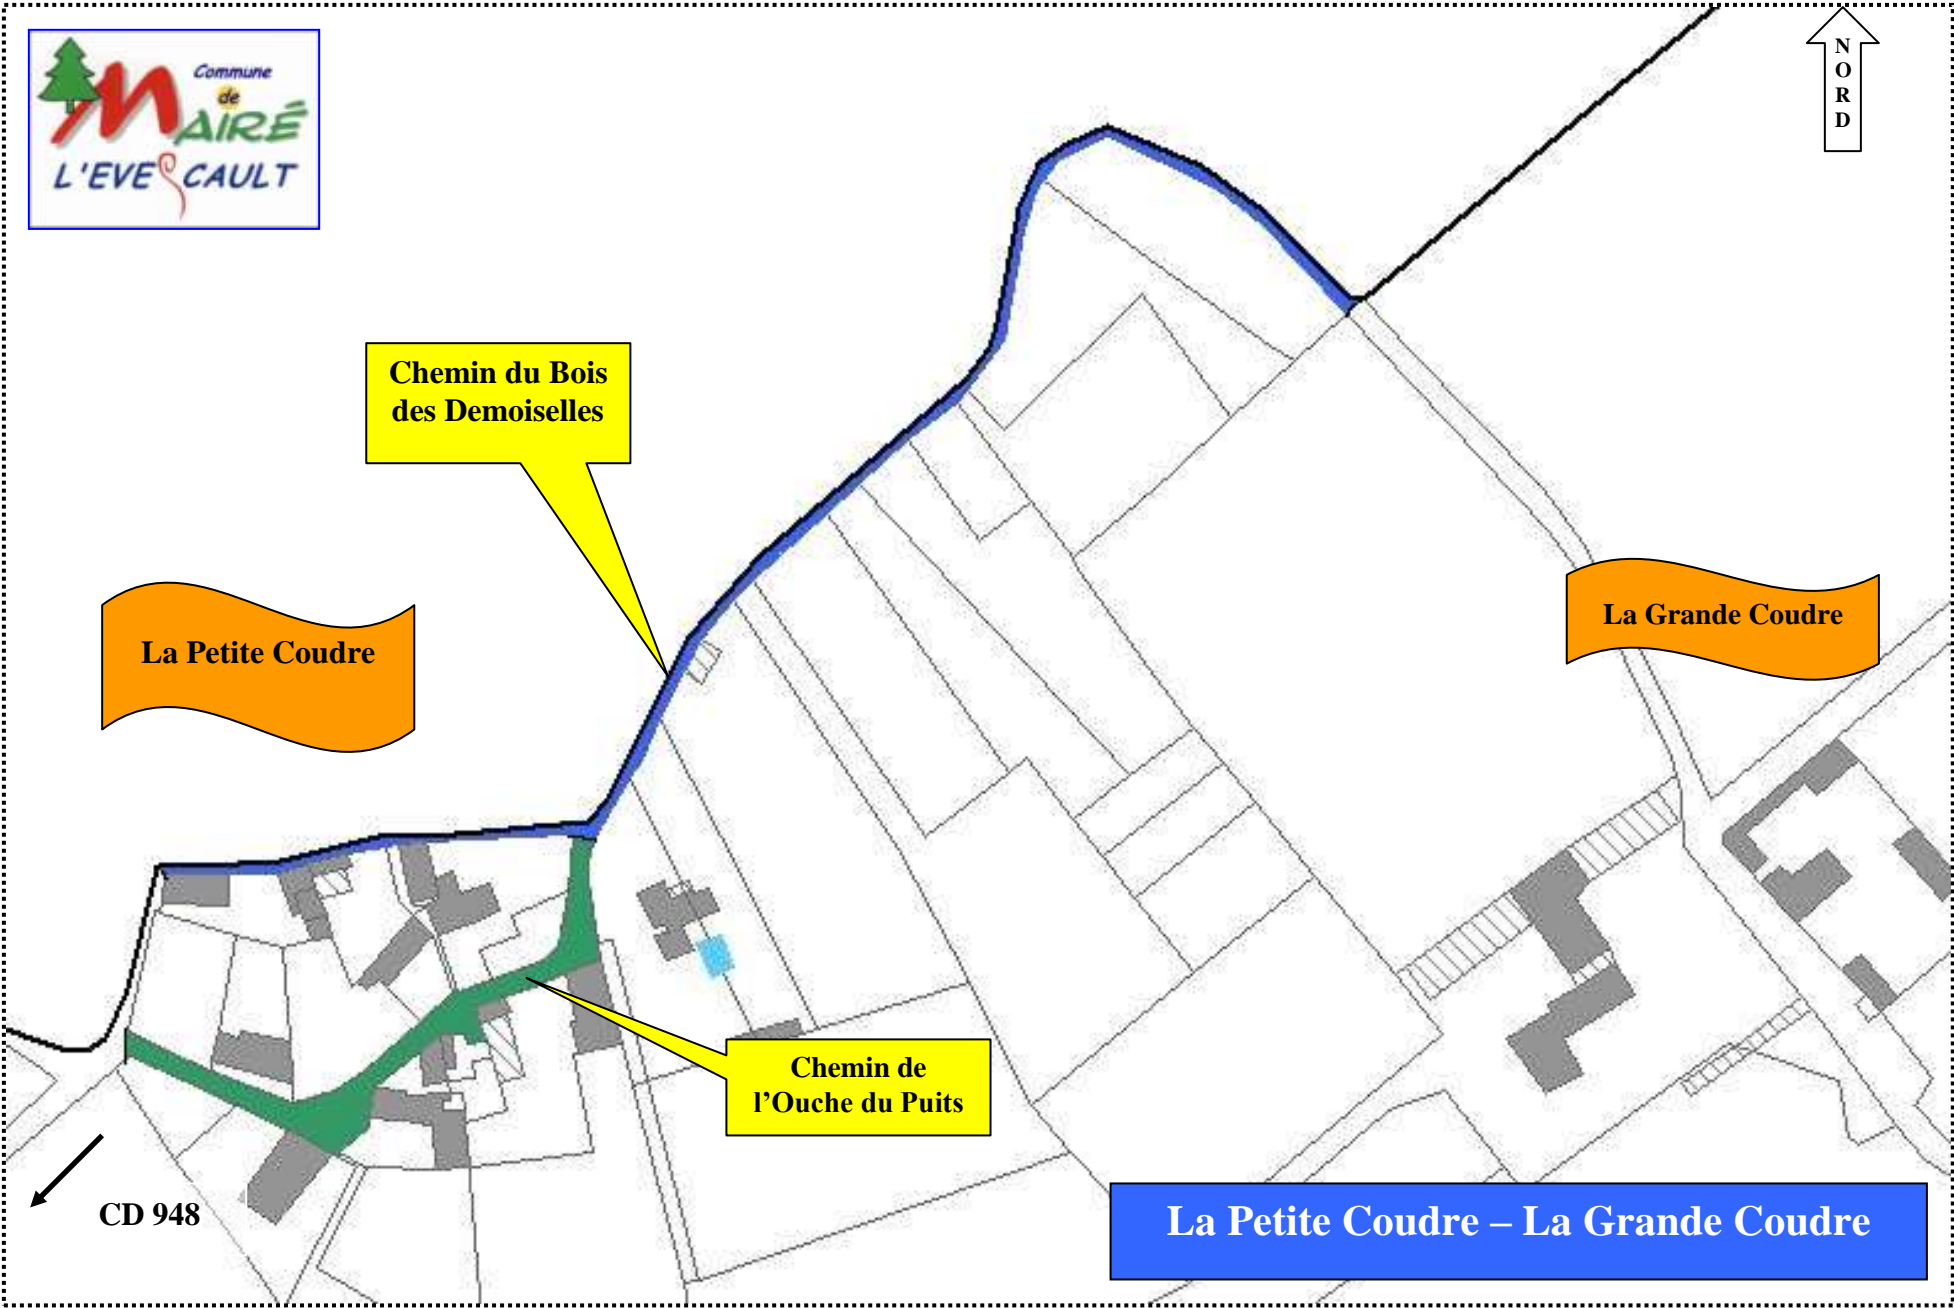 Commune
de
MAIRÉ
L'EVESCAULT
N
O
R
D
Chemin du Bois
des Demoiselles
La Petite Coudre
La Grande Coudre
Chemin de
l’Ouche du Puits
CD 948
La Petite Coudre – La Grande Coudre